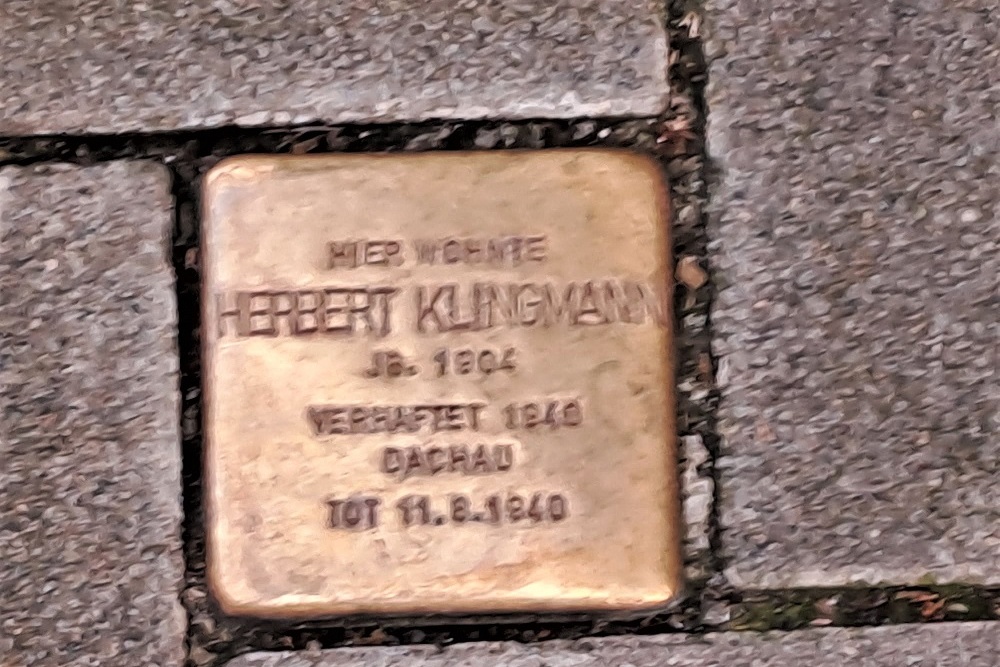 HIER WOHNTE
HERBERT KLINGMANN
JG. 1904
VERHAFTET 1940
DACHAU
TOT 11.8.1940